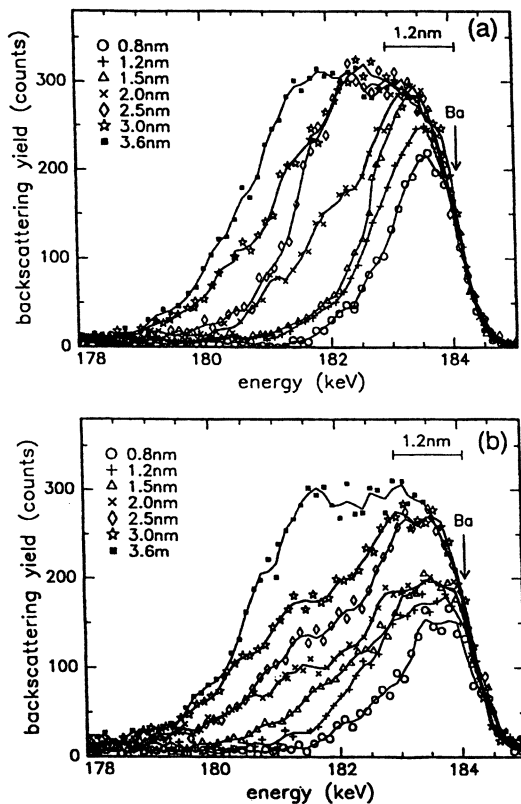 (a)
1.2nm
Ba
0.8nm
1.2nm
1.5nm
2.0nm
2.5nm
3.0nm
3.6nm
backscattering yield (counts)
300
200
100
0
178 180 182 184
energy (keV)
(b)
1.2nm
Ba
0.8nm
1.2nm
1.5nm
2.0nm
2.5nm
3.0nm
3.6m
backscattering yield (counts)
300
200
100
0
178 180 182 184
energy (keV)